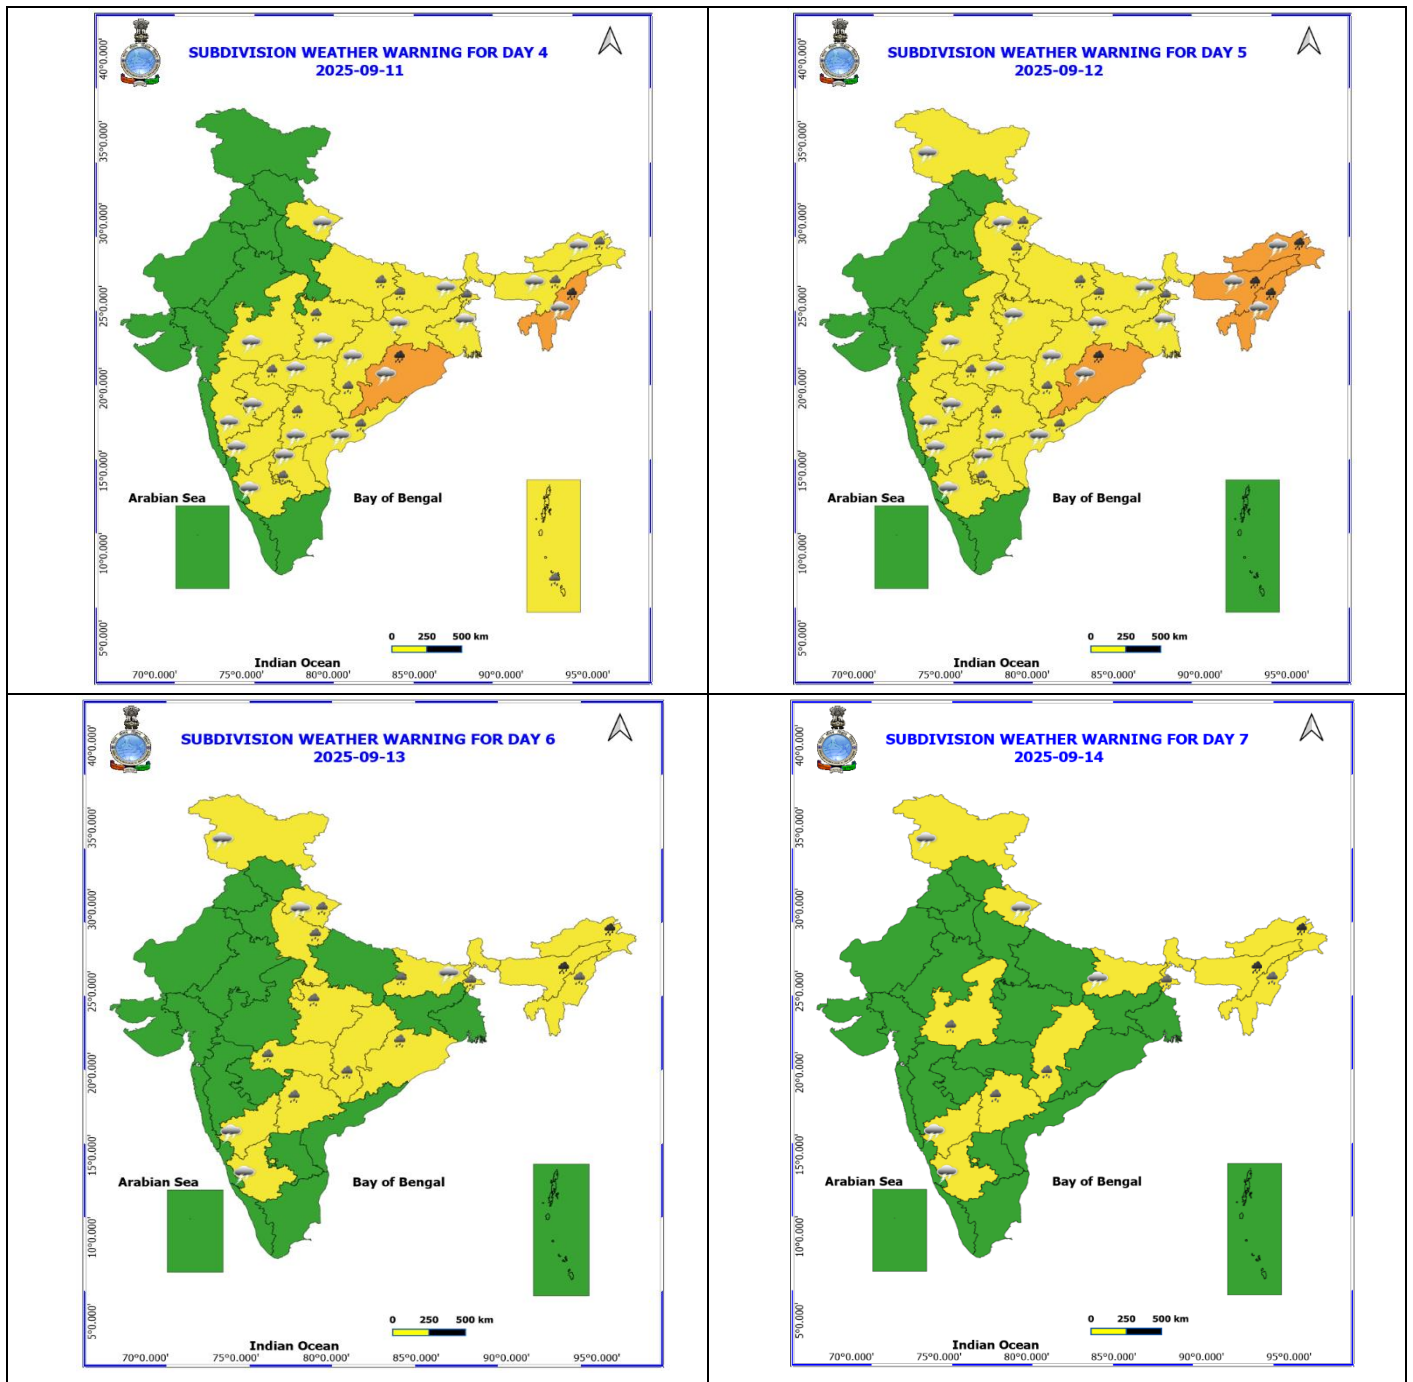 SUBDIVISION WEATHER WARNING FOR DAY 4
2025-09-11
40°0.000'
35°0.000'
30°0.000'
25°0.000'
20°0.000'
15°0.000'
10°0.000'
5°0.000'
Arabian Sea
Bay of Bengal
0 250 500 km
Indian Ocean
70°0.000' 75°0.000' 80°0.000' 85°0.000' 90°0.000' 95°0.000'
SUBDIVISION WEATHER WARNING FOR DAY 5
2025-09-12
40°0.000'
35°0.000'
30°0.000'
25°0.000'
20°0.000'
15°0.000'
10°0.000'
5°0.000'
Arabian Sea
Bay of Bengal
0 250 500 km
Indian Ocean
70°0.000' 75°0.000' 80°0.000' 85°0.000' 90°0.000' 95°0.000'
SUBDIVISION WEATHER WARNING FOR DAY 6
2025-09-13
40°0.000'
35°0.000'
30°0.000'
25°0.000'
20°0.000'
15°0.000'
10°0.000'
5°0.000'
Arabian Sea
Bay of Bengal
0 250 500 km
Indian Ocean
70°0.000' 75°0.000' 80°0.000' 85°0.000' 90°0.000' 95°0.000'
SUBDIVISION WEATHER WARNING FOR DAY 7
2025-09-14
40°0.000'
35°0.000'
30°0.000'
25°0.000'
20°0.000'
15°0.000'
10°0.000'
5°0.000'
Arabian Sea
Bay of Bengal
0 250 500 km
Indian Ocean
70°0.000' 75°0.000' 80°0.000' 85°0.000' 90°0.000' 95°0.000'